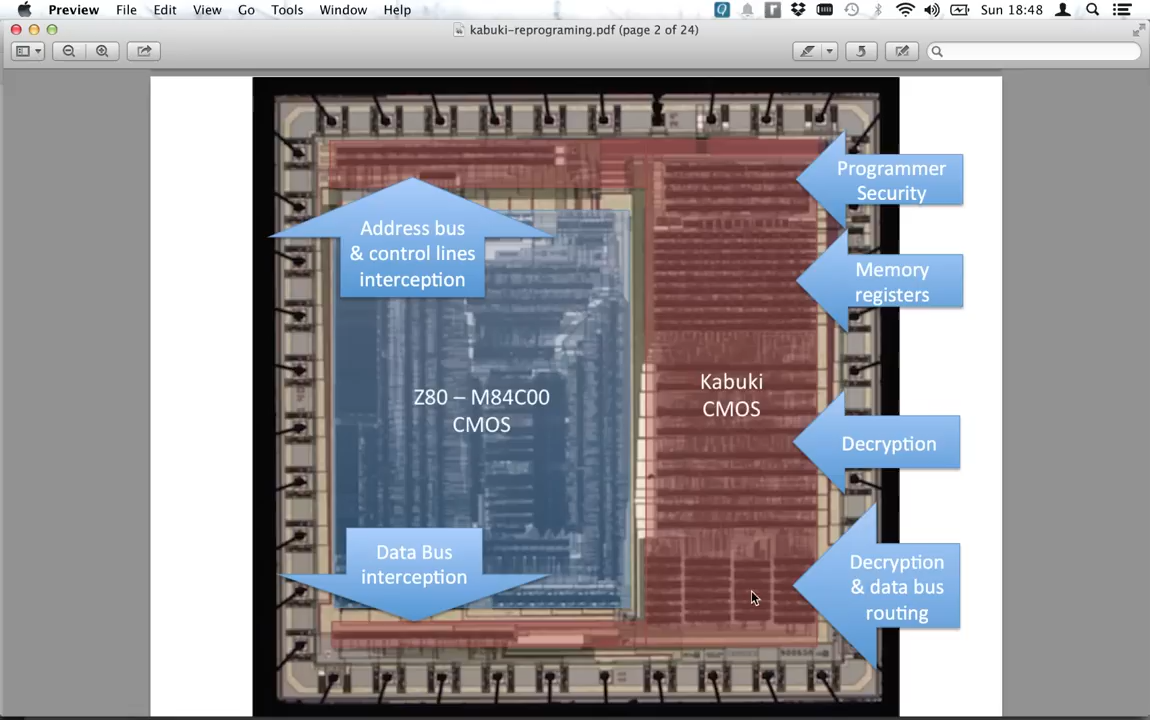 Preview File Edit View Go Tools Window Help
Sun 18:48
kabuki-reprograming.pdf (page 2 of 24)
Programmer
Security
Address bus
& control lines
interception
Memory
registers
Z80 – M84C00
CMOS
Kabuki
CMOS
Decryption
Data Bus
interception
Decryption
& data bus
routing